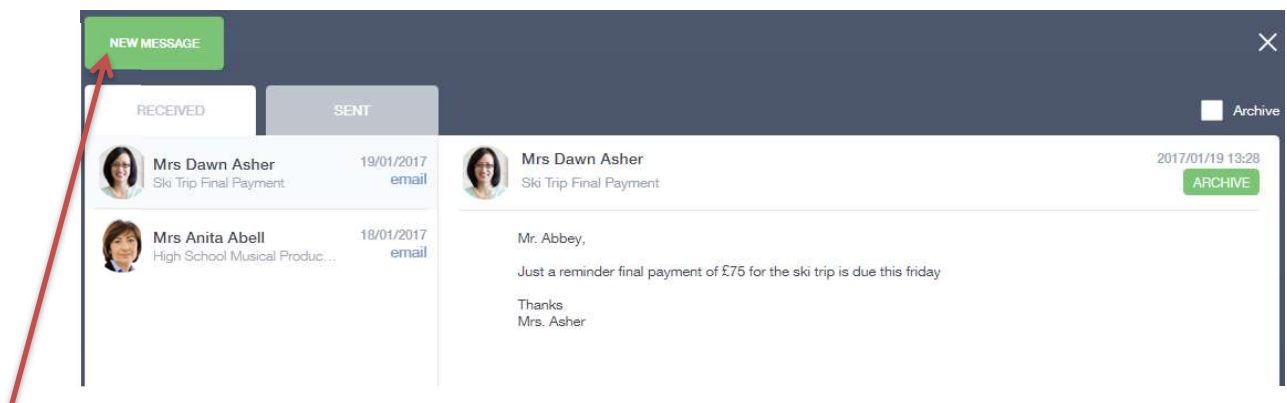 NEW MESSAGE
RECEIVED
SENT
Archive
Mrs Dawn Asher
19/01/2017
Ski Trip Final Payment
email
Mrs Anita Abell
18/01/2017
High School Musical Produc...
email
Mrs Dawn Asher
2017/01/19 13:28
Ski Trip Final Payment
ARCHIVE
Mr. Abbey,
Just a reminder final payment of £75 for the ski trip is due this friday
Thanks
Mrs. Asher